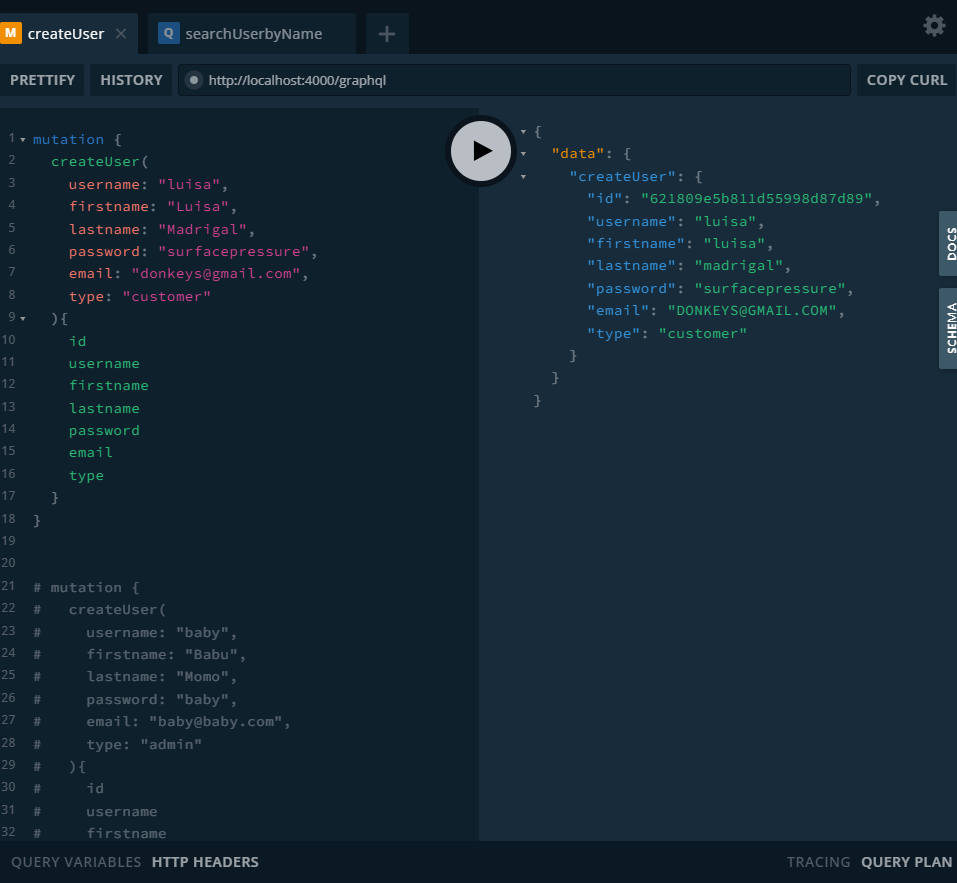 M createUser × Q searchUserbyName +
PRETTIFY HISTORY http://localhost:4000/graphql COPY CURL
1 mutation {
2 createUser(
3 username: "luisa",
4 firstname: "Luisa",
5 lastname: "Madrigal",
6 password: "surfacepressure",
7 email: "donkeys@gmail.com",
8 type: "customer"
9 ){
10 id
11 username
12 firstname
13 lastname
14 password
15 email
16 type
17 }
18 }
19
20
21 # mutation {
22 # createUser(
23 # username: "baby",
24 # firstname: "Babu",
25 # lastname: "Momo",
26 # password: "baby",
27 # email: "baby@baby.com",
28 # type: "admin"
29 # ){
30 # id
31 # username
32 # firstname
{
"data": {
"createUser": {
"id": "621809e5b811d55998d87d89",
"username": "luisa",
"firstname": "luisa",
"lastname": "madrigal",
"password": "surfacepressure",
"email": "DONKEYS@GMAIL.COM",
"type": "customer"
}
}
}
DOCS
SCHEMA
QUERY VARIABLES HTTP HEADERS TRACING QUERY PLAN